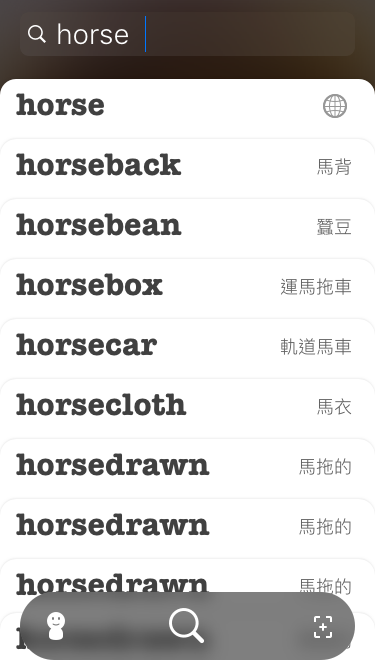 horse
horse
horseback 馬背
horsebean 蠶豆
horsebox 運馬拖車
horsecar 軌道馬車
horsecloth 馬衣
horsedrawn 馬拖的
horsedrawn 馬拖的
horsedrawn 馬拖的